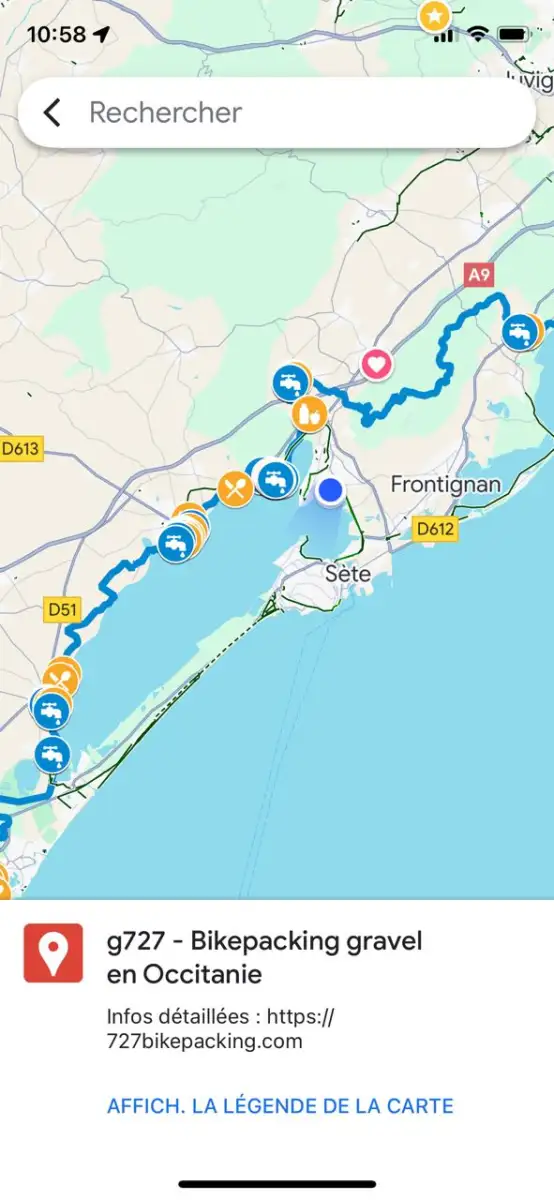 10:58
Juvig
Rechercher
A9
D613
Frontignan
D612
Sète
D51
g727 - Bikepacking gravel
en Occitanie
Infos détaillées : https://
727bikepacking.com
AFFICH. LA LÉGENDE DE LA CARTE